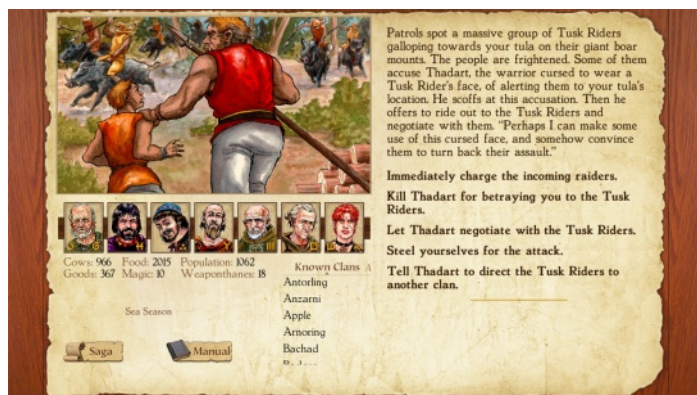 Patrols spot a massive group of Tusk Riders
galloping towards your tula on their giant boar
mounts. The people are frightened. Some of them
accuse Thadart, the warrior cursed to wear a
Tusk Rider's face, of alerting them to your tula's
location. He scoffs at this accusation. Then he
offers to ride out to the Tusk Riders and
negotiate with them. "Perhaps I can make some
use of this cursed face, and somehow convince
them to turn back their assault."
Immediately charge the incoming raiders.
Kill Thadart for betraying you to the Tusk
Riders.
Let Thadart negotiate with the Tusk Riders.
Steel yourselves for the attack.
Tell Thadart to direct the Tusk Riders to
another clan.
Cows: 966 Food: 2015 Population: 1062
Goods: 367 Magic: 10 Weaponthanes: 18
Sea Season
Known Clans
Antorling
Anzarni
Apple
Arnoring
Bachad
Saga
Manual